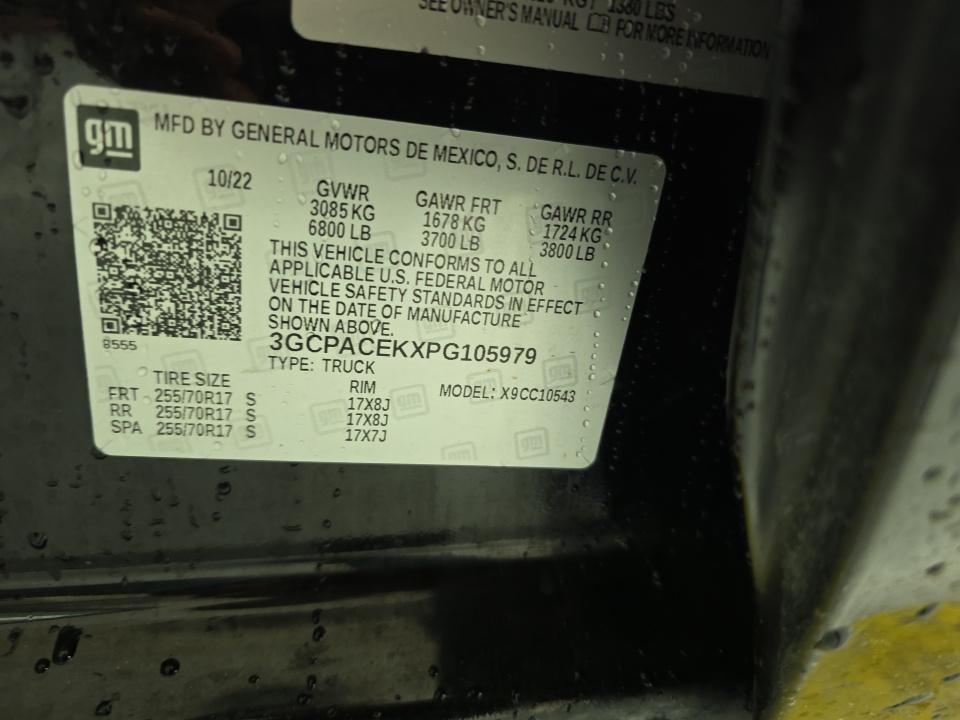 KG / 1380 LBS
SEE OWNER'S MANUAL FOR MORE INFORMATION
gm
MFD BY GENERAL MOTORS DE MEXICO, S. DE R.L. DE C.V.
10/22 GVWR GAWR FRT GAWR RR
3085 KG 1678 KG 1724 KG
6800 LB 3700 LB 3800 LB
THIS VEHICLE CONFORMS TO ALL
APPLICABLE U.S. FEDERAL MOTOR
VEHICLE SAFETY STANDARDS IN EFFECT
ON THE DATE OF MANUFACTURE
SHOWN ABOVE.
8555
3GCPACEKXPG105979
TYPE: TRUCK
MODEL: X9CC10543
TIRE SIZE RIM
FRT 255/70R17 S 17X8J
RR 255/70R17 S 17X8J
SPA 255/70R17 S 17X7J